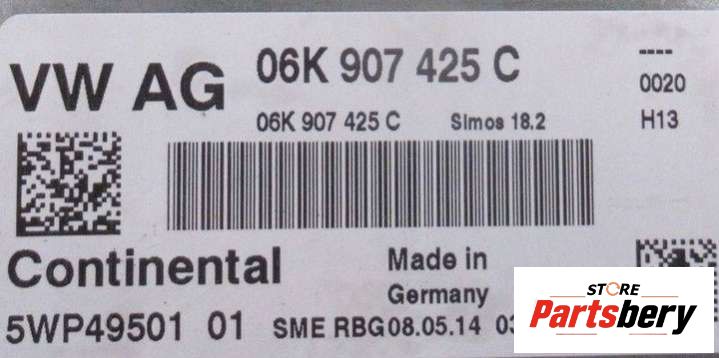 VW AG 06K 907 425 C
----
0020
06K 907 425 C Simos 18.2 H13
Continental Made in
Germany
5WP49501 01 SME RBG08.05.14
STORE
Partsbery